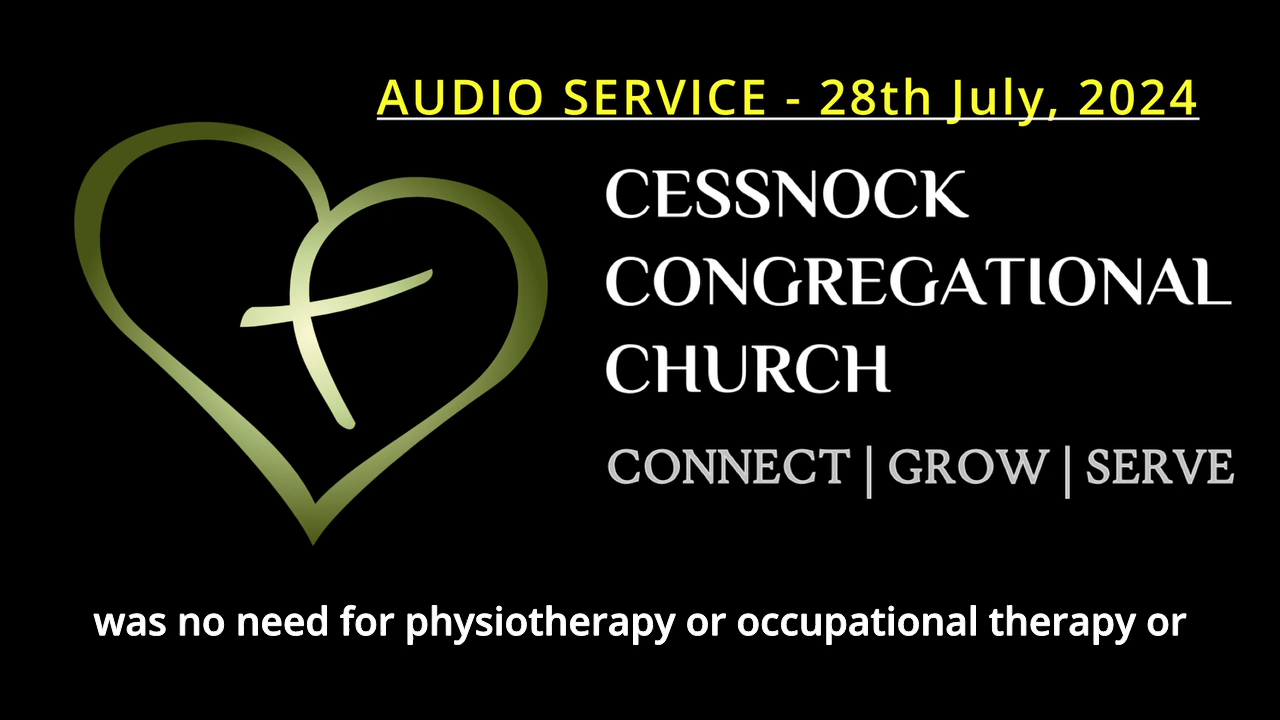 AUDIO SERVICE - 28th July, 2024
CESSNOCK
CONGREGATIONAL
CHURCH
CONNECT | GROW | SERVE
was no need for physiotherapy or occupational therapy or